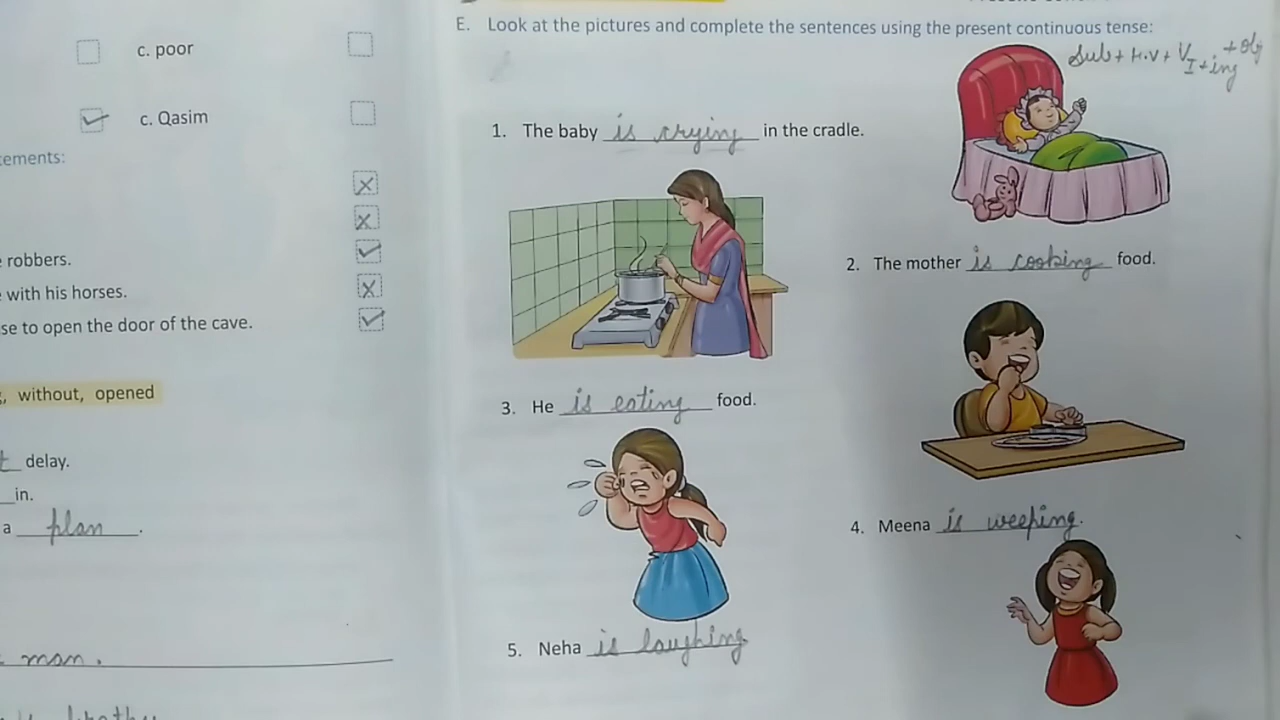 c. poor
c. Qasim
tements:
robbers.
with his horses.
se to open the door of the cave.
, without, opened
t delay.
in.
a plan.
man.
E. Look at the pictures and complete the sentences using the present continuous tense:
Sub + H.V + V I + ing + Obj
1. The baby is crying in the cradle.
2. The mother is cooking food.
3. He is eating food.
4. Meena is weeping.
5. Neha is laughing